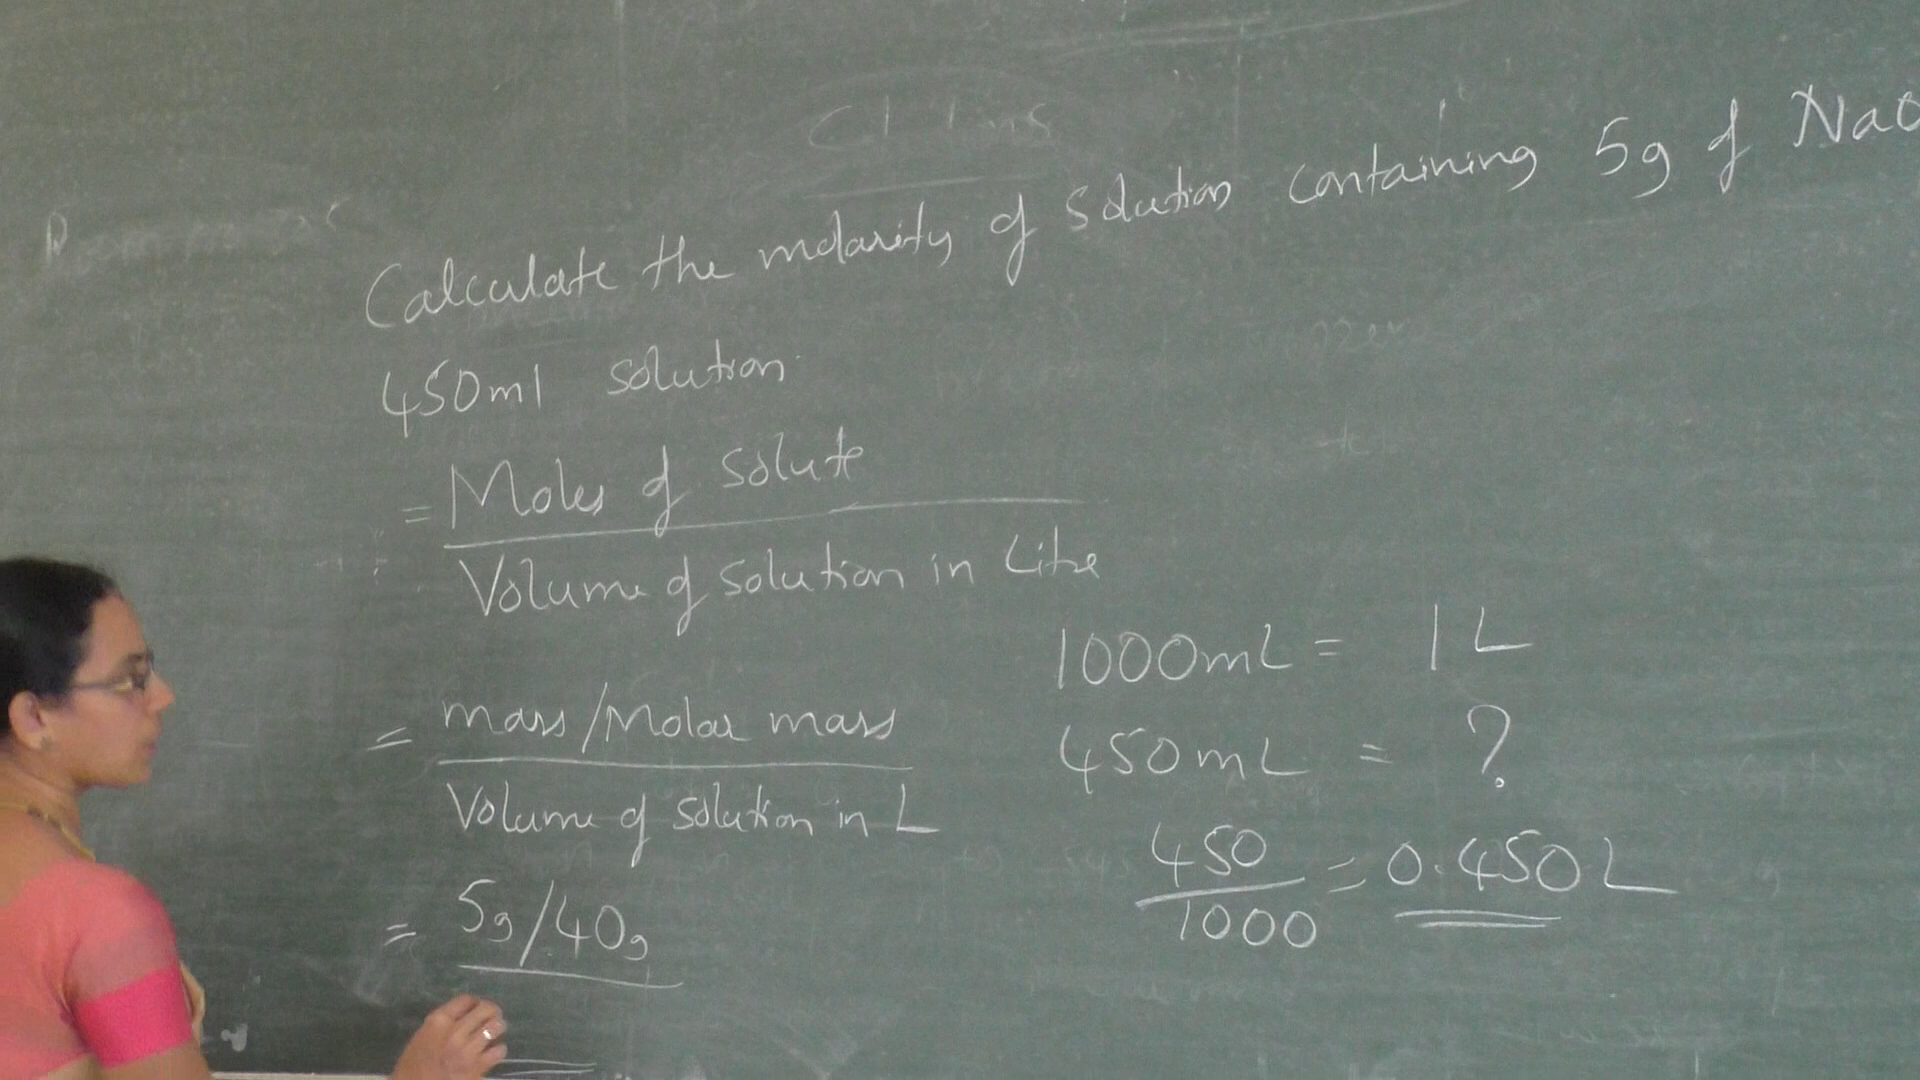 Calculate the molarity of solution containing 5g of NaO
450ml solution
= Moles of solute
Volume of solution in Litre
= mass/Molar mass
Volume of solution in L
= 5g/40g
1000mL = 1L
450mL = ?
450
1000
= 0.450L